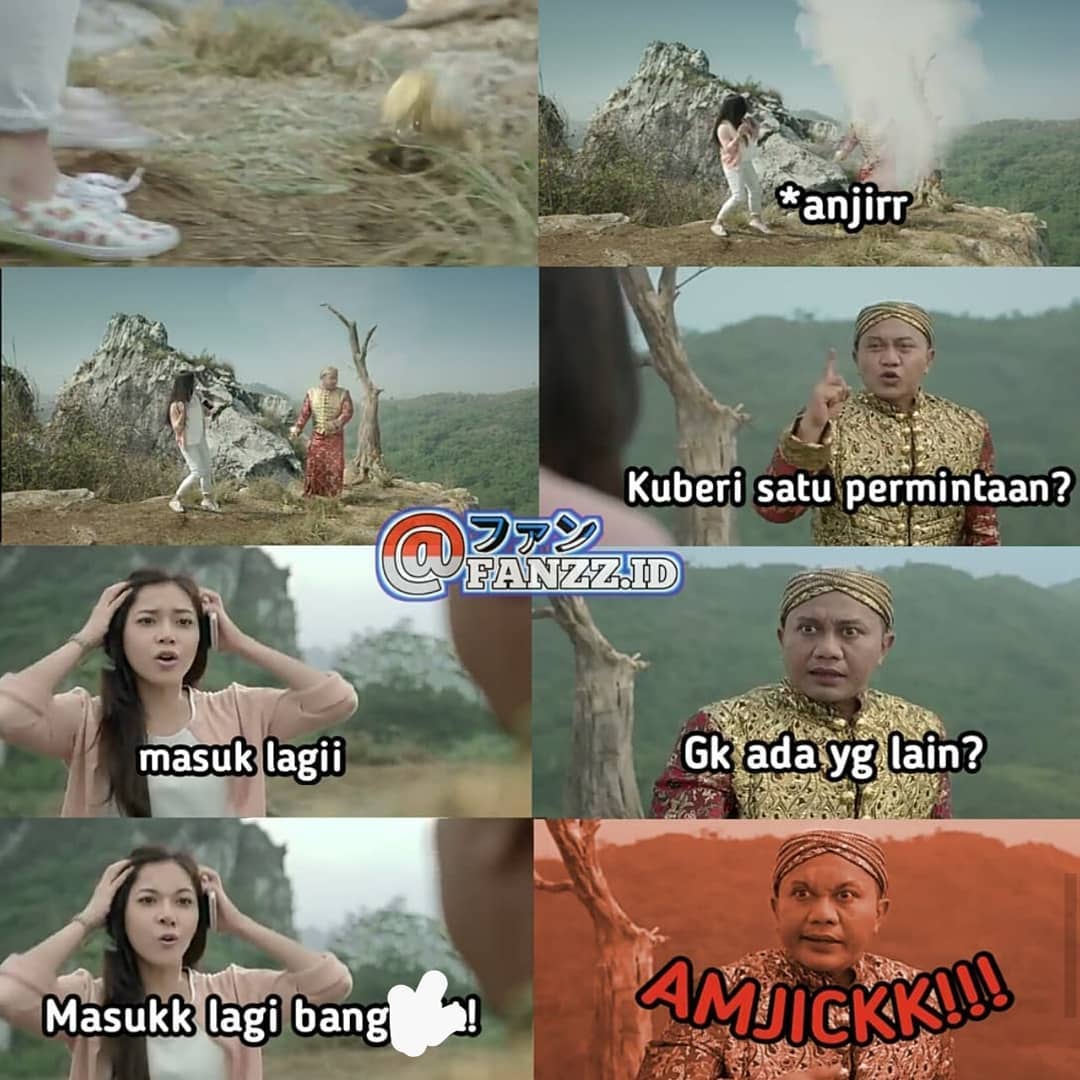 *anjirr
Kuberi satu permintaan?
@ファン
FANZZ.ID
masuk lagii
Gk ada yg lain?
Masukk lagi bang !
AMJICKK!!!